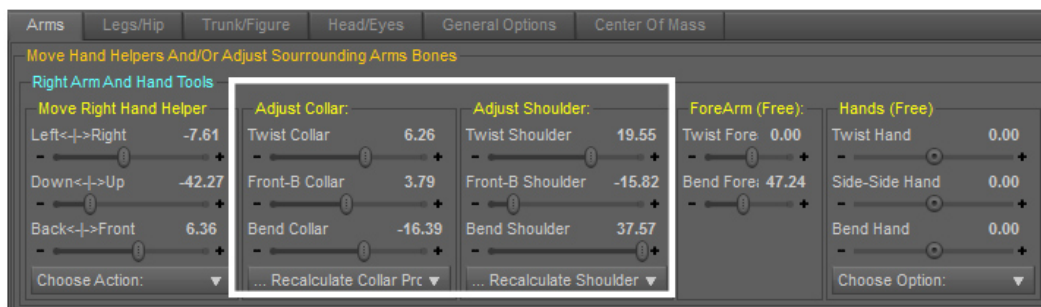 Arms Legs/Hip Trunk/Figure Head/Eyes General Options Center Of Mass
Move Hand Helpers And/Or Adjust Sourrounding Arms Bones
Right Arm And Hand Tools
Move Right Hand Helper Adjust Collar: Adjust Shoulder: ForeArm (Free): Hands (Free)
Left<-|->Right -7.61 Twist Collar 6.26 Twist Shoulder 19.55 Twist Fore 0.00 Twist Hand 0.00
- + - + - + - + - +
Down<-|->Up -42.27 Front-B Collar 3.79 Front-B Shoulder -15.82 Bend Fore 47.24 Side-Side Hand 0.00
- + - + - + - + - +
Back<-|->Front 6.36 Bend Collar -16.39 Bend Shoulder 37.57 Bend Hand 0.00
- + - + - + - +
Choose Action: ... Recalculate Collar Prc ... Recalculate Shoulder Choose Option: